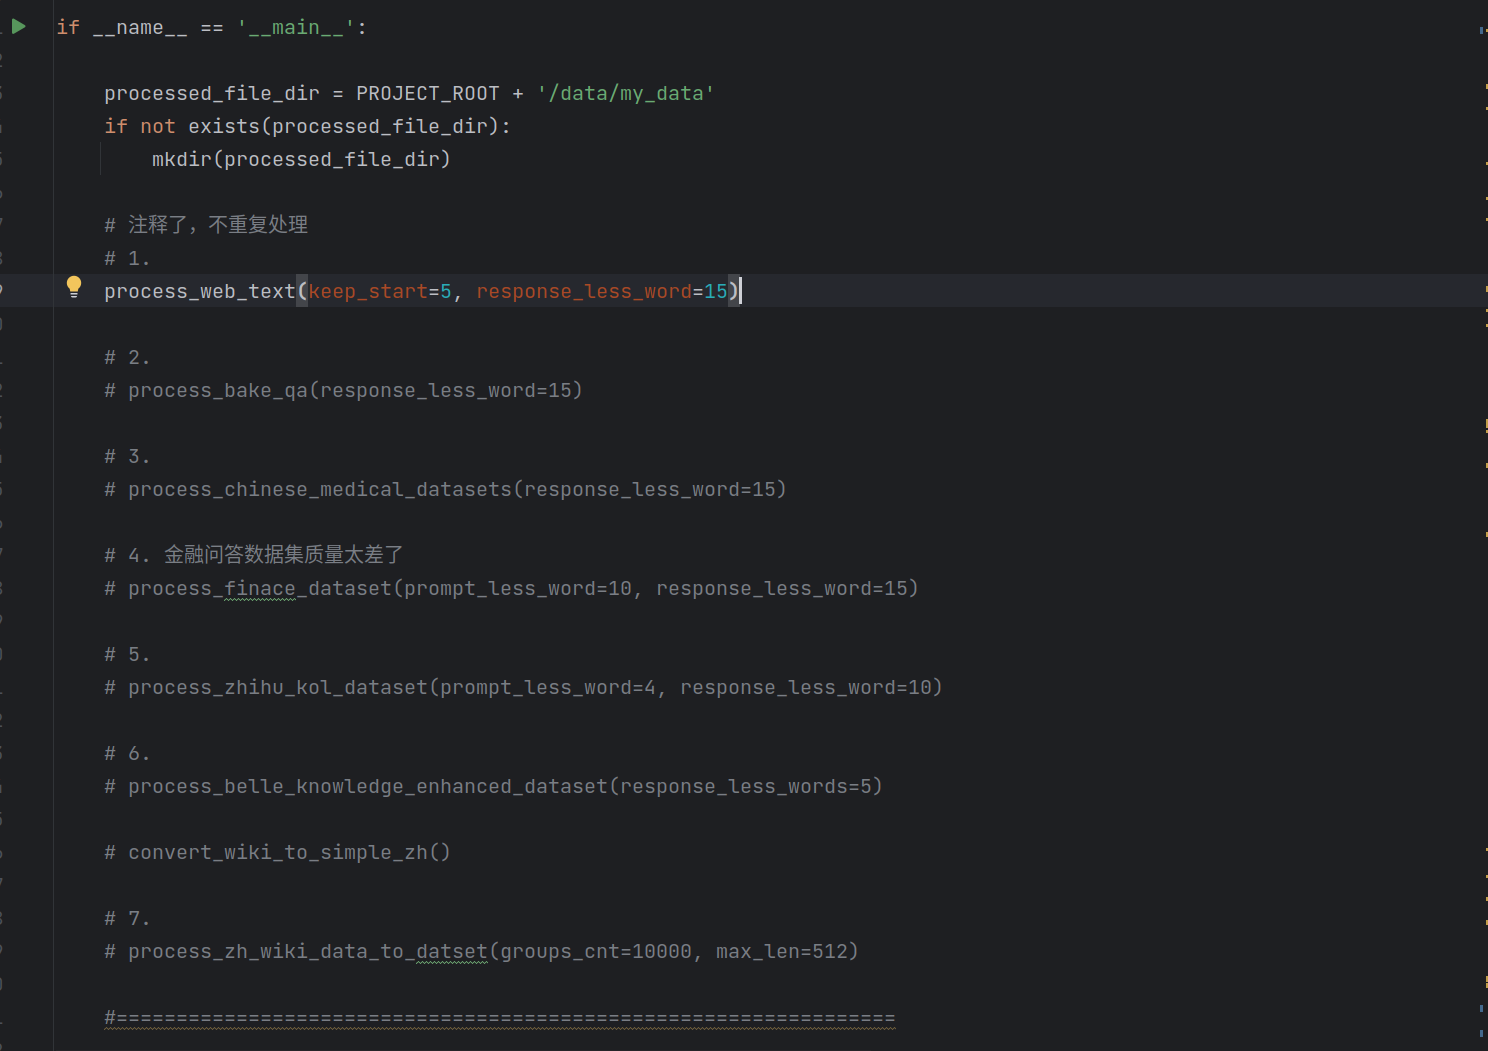 if __name__ == '__main__':
processed_file_dir = PROJECT_ROOT + '/data/my_data'
if not exists(processed_file_dir):
mkdir(processed_file_dir)
# 注释了，不重复处理
# 1.
process_web_text(keep_start=5, response_less_word=15)
# 2.
# process_bake_qa(response_less_word=15)
# 3.
# process_chinese_medical_datasets(response_less_word=15)
# 4. 金融问答数据集质量太差了
# process_finace_dataset(prompt_less_word=10, response_less_word=15)
# 5.
# process_zhihu_kol_dataset(prompt_less_word=4, response_less_word=10)
# 6.
# process_belle_knowledge_enhanced_dataset(response_less_words=5)
# convert_wiki_to_simple_zh()
# 7.
# process_zh_wiki_data_to_datset(groups_cnt=10000, max_len=512)
#=================================================================